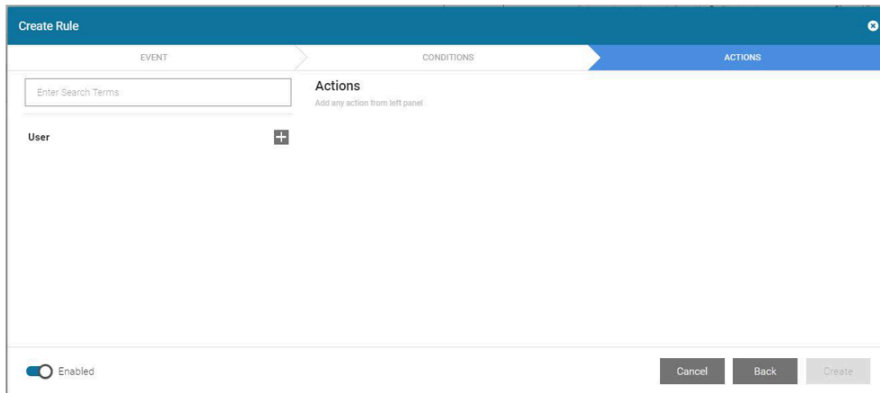 Create Rule
EVENT
CONDITIONS
ACTIONS
Enter Search Terms
Actions
Add any action from left panel
User
Enabled
Cancel
Back
Create